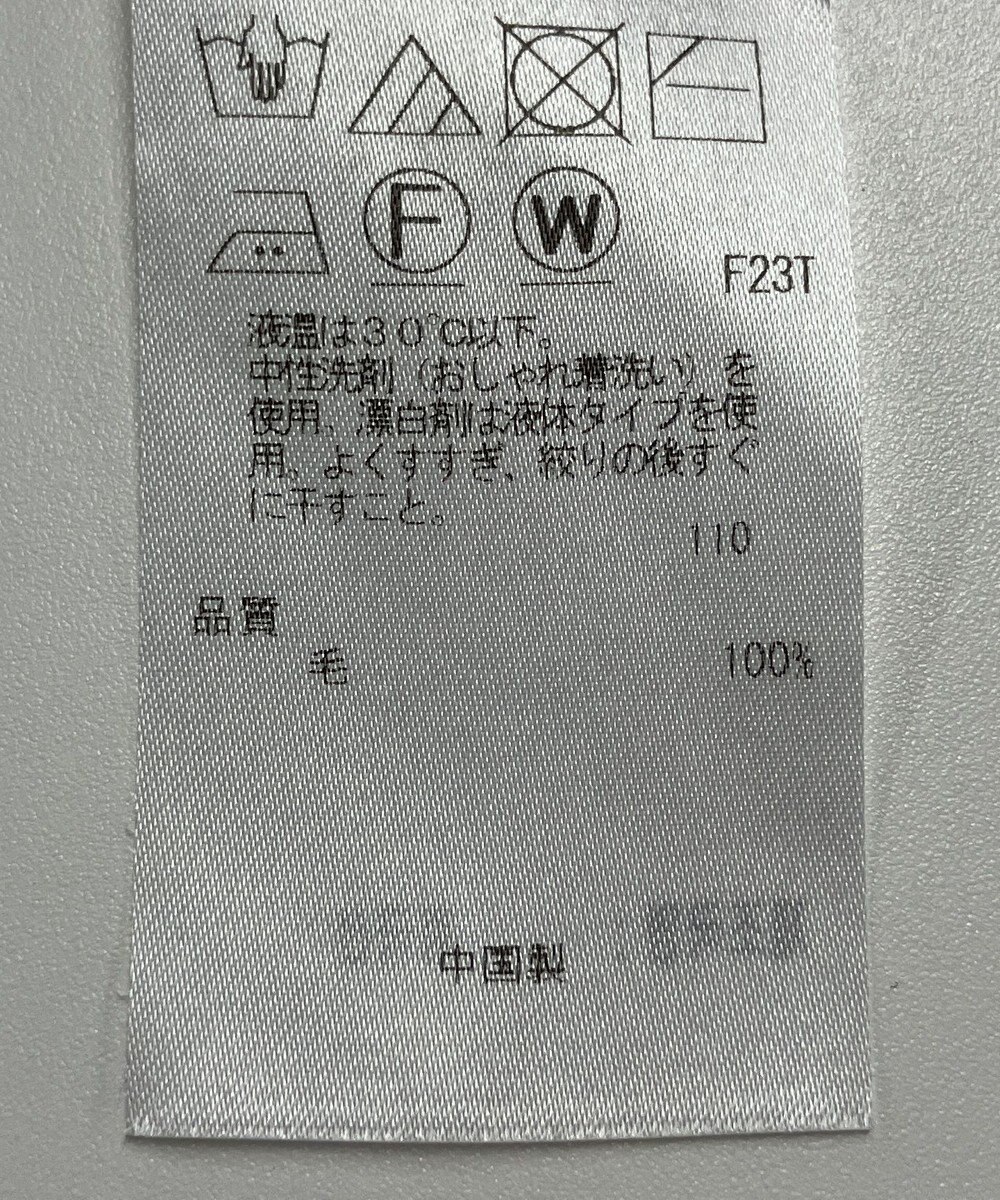 F
W
F23T
液温は30℃以下。
中性洗剤(おしゃれ着洗い)を
使用、漂白剤は液体タイプを使
用、よくすすぎ、絞りの後すぐ
に干すこと。
110
品質
毛 100%
中国製